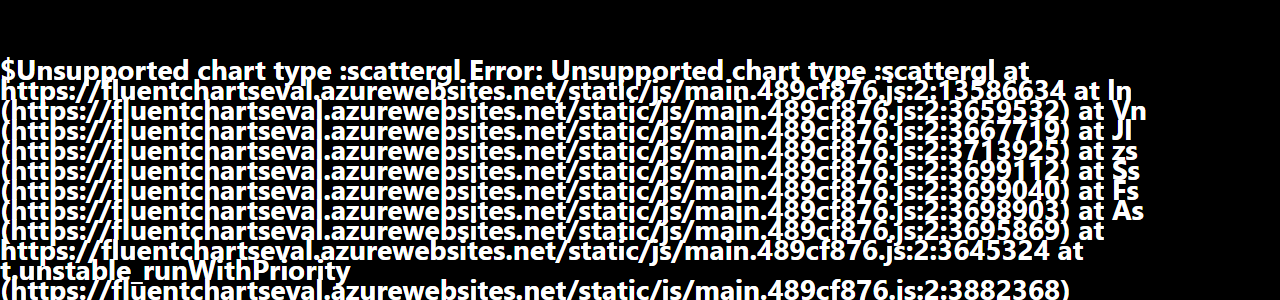 $Unsupported chart type :scattergl Error: Unsupported chart type :scattergl at
https://fluentchartseval.azurewebsites.net/static/js/main.489cf876.js:2:13586634 at ln
(https://fluentchartseval.azurewebsites.net/static/js/main.489cf876.js:2:3659532) at Vn
(https://fluentchartseval.azurewebsites.net/static/js/main.489cf876.js:2:3667719) at Jl
(https://fluentchartseval.azurewebsites.net/static/js/main.489cf876.js:2:3713925) at zs
(https://fluentchartseval.azurewebsites.net/static/js/main.489cf876.js:2:3699112) at Ss
(https://fluentchartseval.azurewebsites.net/static/js/main.489cf876.js:2:3699040) at Fs
(https://fluentchartseval.azurewebsites.net/static/js/main.489cf876.js:2:3698903) at As
(https://fluentchartseval.azurewebsites.net/static/js/main.489cf876.js:2:3695869) at
https://fluentchartseval.azurewebsites.net/static/js/main.489cf876.js:2:3645324 at
t.unstable_runWithPriority
(https://fluentchartseval.azurewebsites.net/static/js/main.489cf876.js:2:3882368)